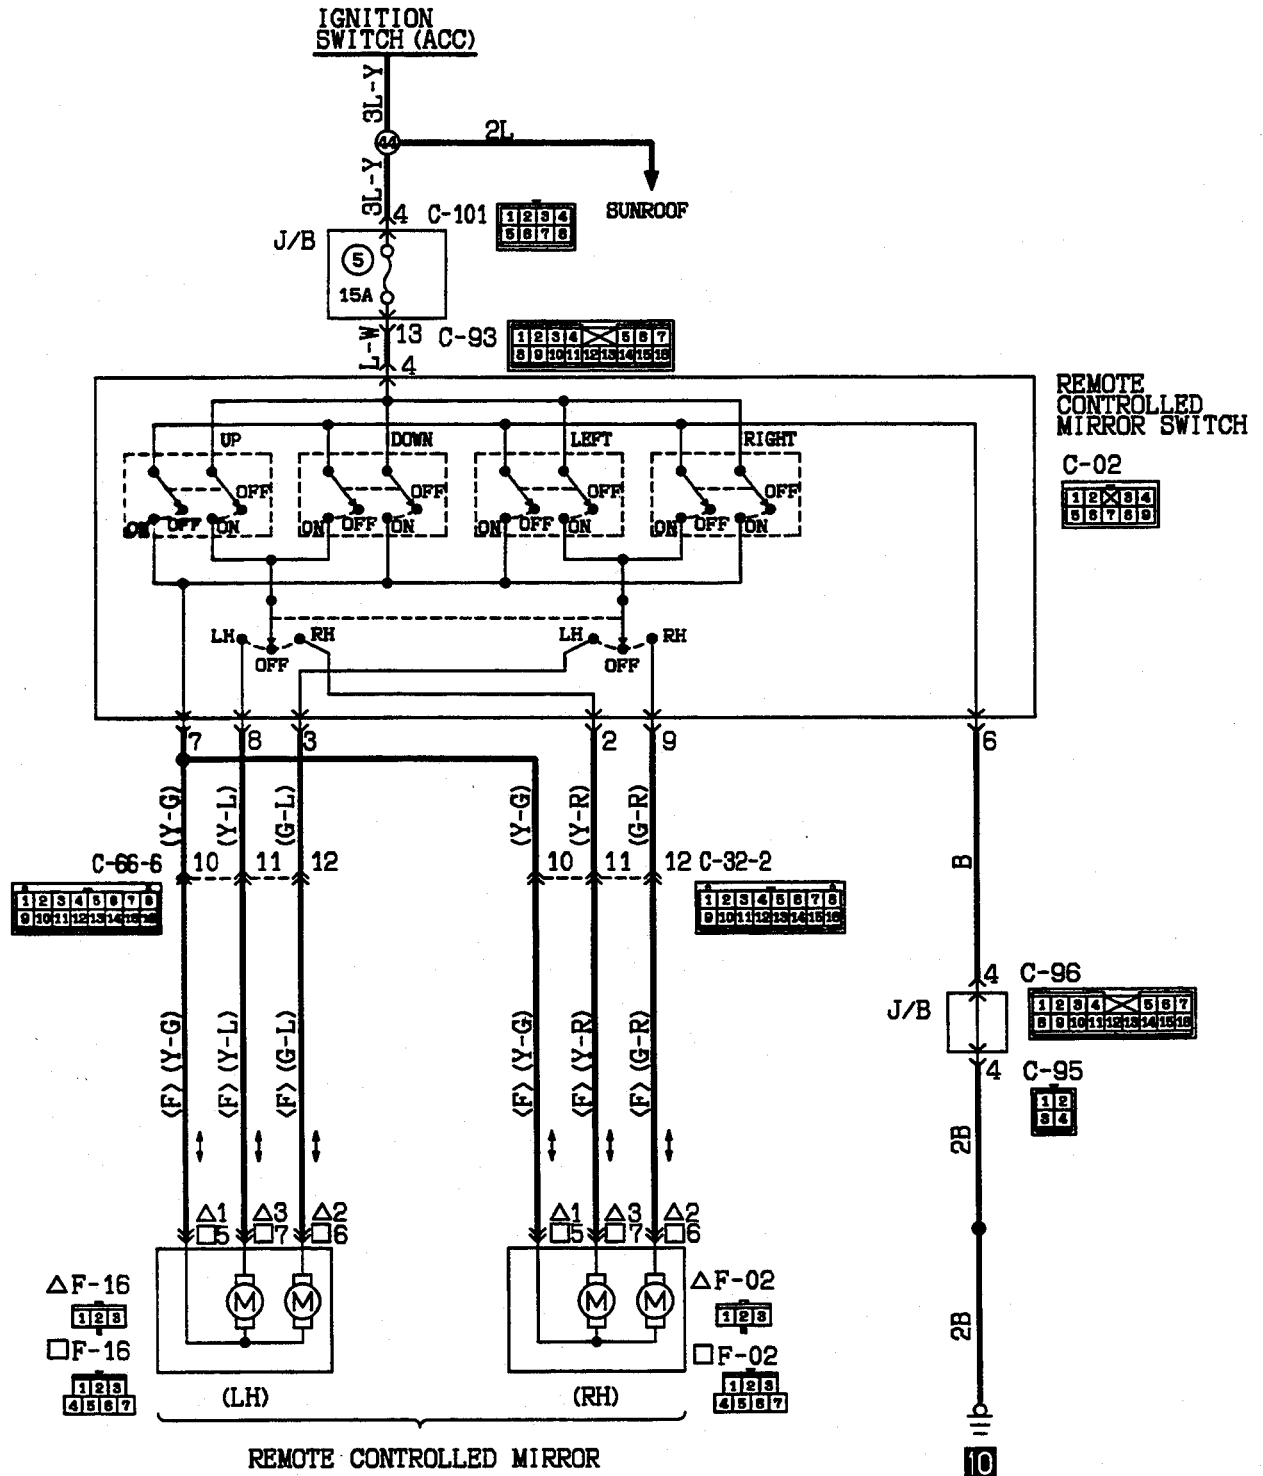 IGNITION
SWITCH (ACC)
3L-Y
44
2L
3L-Y
SUNROOF
4
C-101
1 2 3 4
5 6 7 8
J/B
5
15A
L-W
13
C-93
1 2 3 4 5 6 7
8 9 10 11 12 13 14 15 16
4
REMOTE
CONTROLLED
MIRROR SWITCH
C-02
1 2 3 4
5 6 7 8 9
UP DOWN LEFT RIGHT
OFF OFF OFF OFF
ON OFF ON ON OFF ON ON OFF ON ON OFF ON
LH RH LH RH
OFF OFF
7 8 3 2 9 6
(Y-G) (Y-L) (G-L) (Y-G) (Y-R) (G-R)
B
C-66-6 10 11 12 10 11 12 C-32-2
1 2 3 4 5 6 7 8
9 10 11 12 13 14 15 16
1 2 3 4 5 6 7 8
9 10 11 12 13 14 15 16
4
C-96
J/B
1 2 3 4 5 6 7
8 9 10 11 12 13 14 15 16
4
C-95
1 2
3 4
<F>(Y-G) <F>(Y-L) <F>(G-L) <F>(Y-G) <F>(Y-R) <F>(G-R)
2B
△1 △3 △2 △1 △3 △2
□5 □7 □6 □5 □7 □6
△F-16
1 2 3
□F-16
1 2 3
4 5 6 7
M M
M M
△F-02
1 2 3
□F-02
1 2 3
4 5 6 7
2B
(LH) (RH)
REMOTE CONTROLLED MIRROR
10